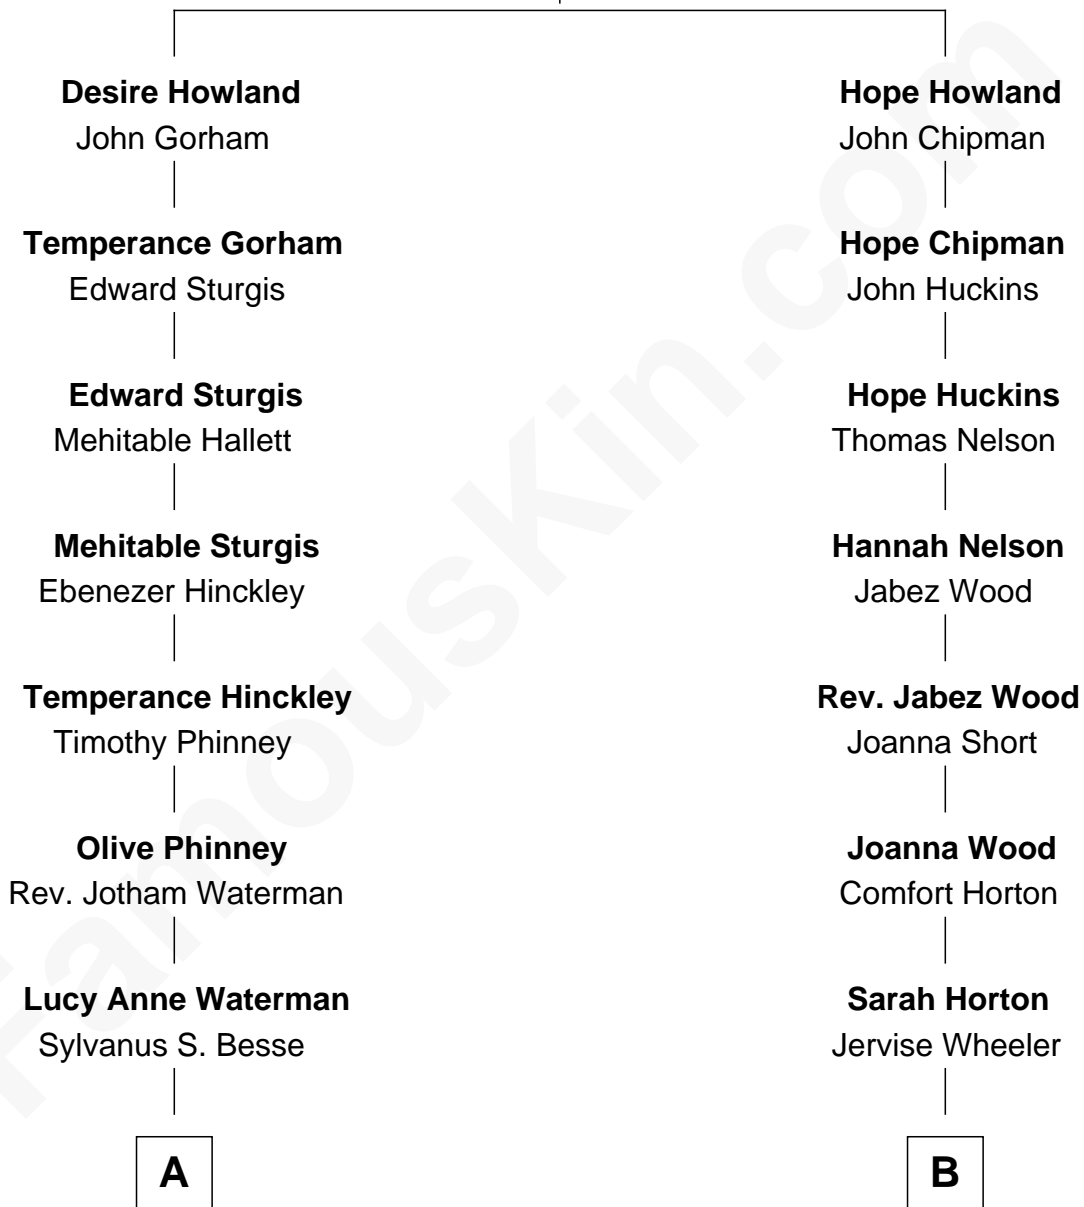 Desire Howland
John Gorham
Temperance Gorham
Edward Sturgis
Edward Sturgis
Mehitable Hallett
Mehitable Sturgis
Ebenezer Hinckley
Temperance Hinckley
Timothy Phinney
Olive Phinney
Rev. Jotham Waterman
Lucy Anne Waterman
Sylvanus S. Besse
A
Hope Howland
John Chipman
Hope Chipman
John Huckins
Hope Huckins
Thomas Nelson
Hannah Nelson
Jabez Wood
Rev. Jabez Wood
Joanna Short
Joanna Wood
Comfort Horton
Sarah Horton
Jervise Wheeler
B
FamousKin.com